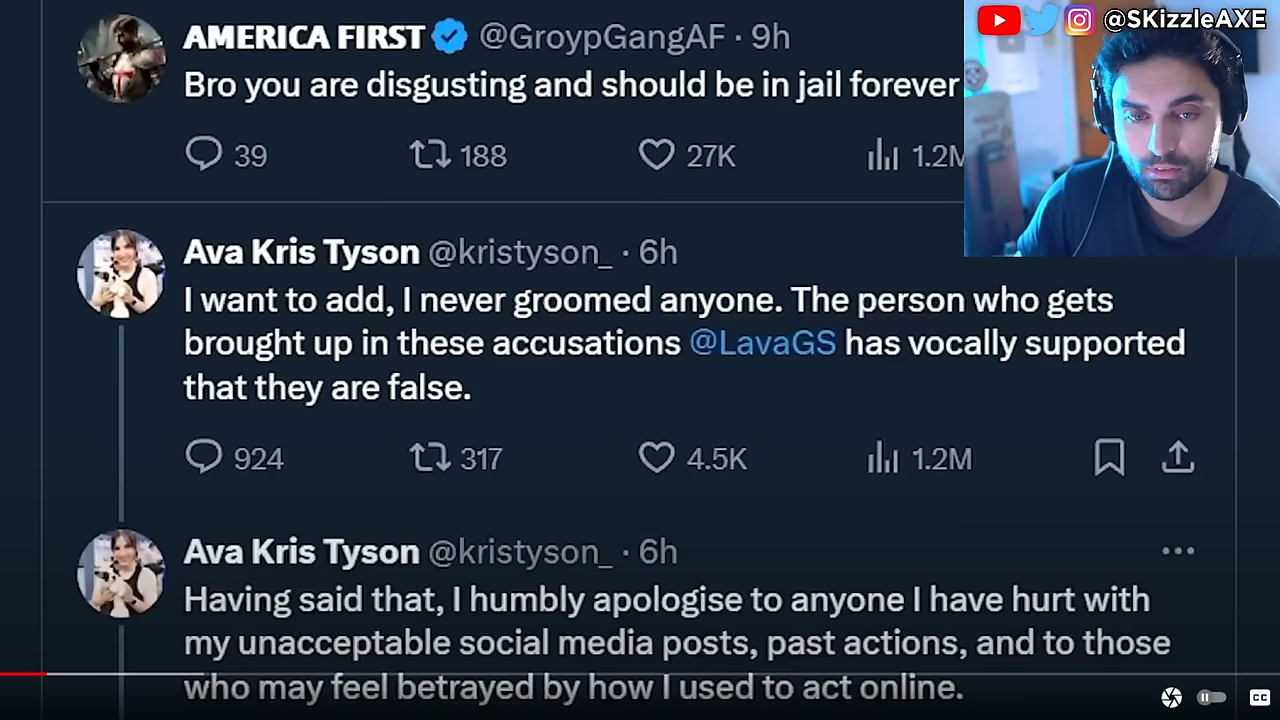 @SKizzleAXE
AMERICA FIRST @GroypGangAF · 9h
Bro you are disgusting and should be in jail forever
39 188 27K 1.2M
Ava Kris Tyson @kristyson_ · 6h
I want to add, I never groomed anyone. The person who gets
brought up in these accusations @LavaGS has vocally supported
that they are false.
924 317 4.5K 1.2M
Ava Kris Tyson @kristyson_ · 6h
Having said that, I humbly apologise to anyone I have hurt with
my unacceptable social media posts, past actions, and to those
who may feel betrayed by how I used to act online.
CC